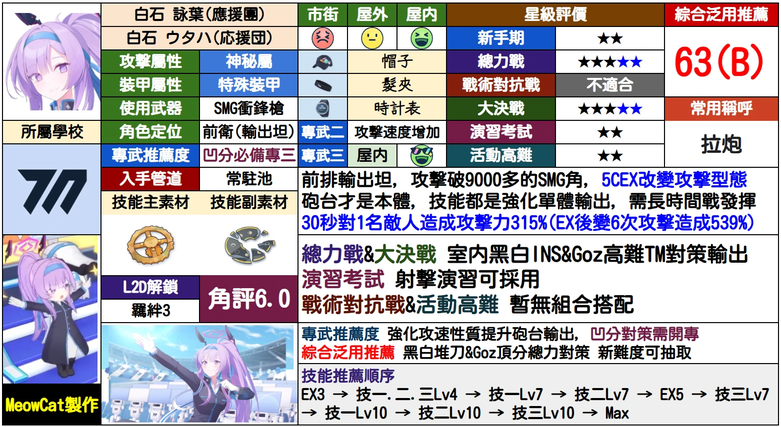 白石 詠葉(應援團)
白石 ウタハ(応援団)
市街 屋外 屋內
星級評價
綜合泛用推薦
新手期 ★★
63(B)
攻擊屬性 神秘屬
帽子
總力戰 ★★★★★
裝甲屬性 特殊裝甲
髮夾
戰術對抗戰 不適合
使用武器 SMG衝鋒槍
時計表
大決戰 ★★★★★
常用稱呼
所屬學校
角色定位 前衛(輸出坦)
專武二 攻擊速度增加
演習考試 ★★
拉炮
專武推薦度 凹分必備專三
專武三 屋內
活動高難 ★★
入手管道 常駐池
前排輸出坦, 攻擊破9000多的SMG角, 5CEX改變攻擊型態
砲台才是本體, 技能都是強化單體輸出, 需長時間戰發揮
30秒對1名敵人造成攻擊力315%(EX後變6次攻擊造成539%)
技能主素材 技能副素材
總力戰&大決戰 室內黑白INS&Goz高難TM對策輸出
演習考試 射擊演習可採用
戰術對抗戰&活動高難 暫無組合搭配
L2D解鎖
羈絆3
角評6.0
專武推薦度 強化攻速性質提升砲台輸出, 凹分對策需開專
綜合泛用推薦 黑白堆刀&Goz頂分總力對策 新難度可抽取
技能推薦順序
EX3 → 技一.二.三Lv4 → 技一Lv7 → 技二Lv7 → EX5 → 技三Lv7
→ 技一Lv10 → 技二Lv10 → 技三Lv10 → Max
MeowCat製作